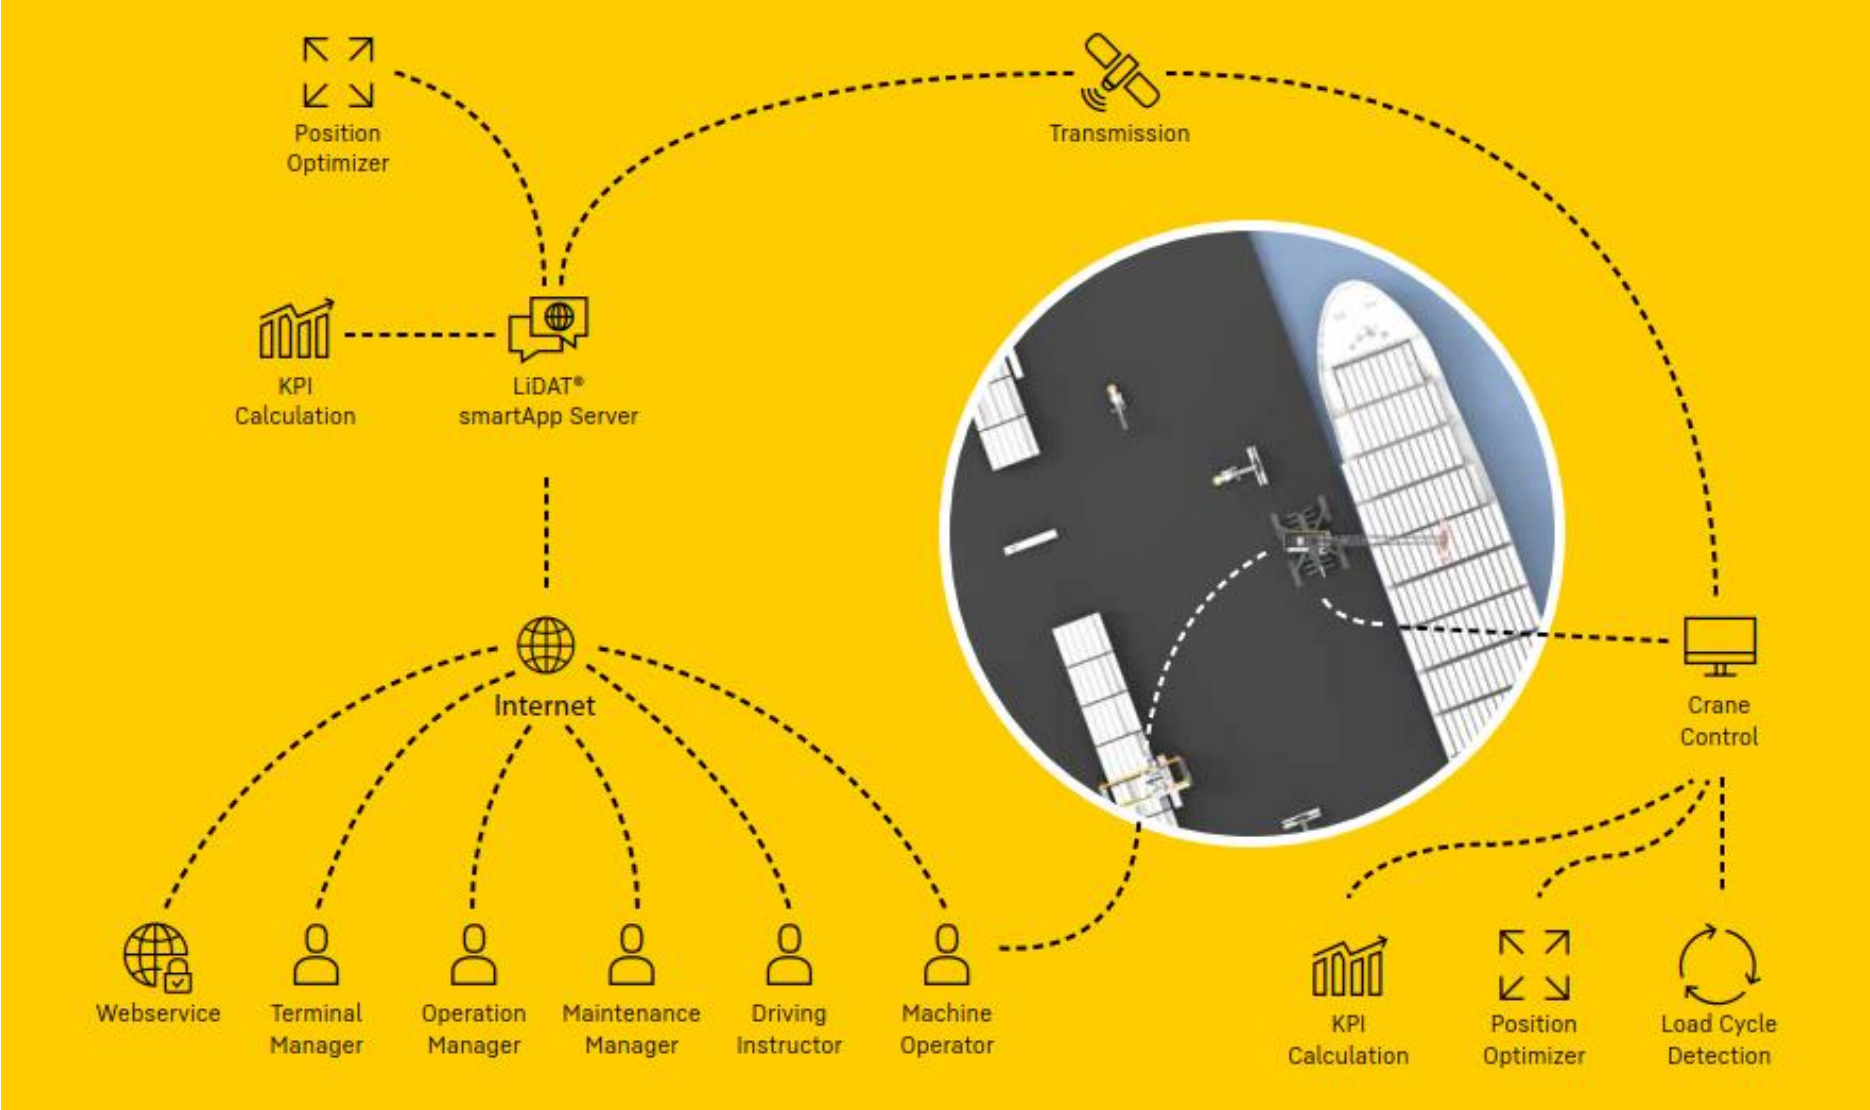 Position
Optimizer
Transmission
KPI
Calculation
LiDAT®
smartApp Server
Internet
Crane
Control
Webservice
Terminal
Manager
Operation
Manager
Maintenance
Manager
Driving
Instructor
Machine
Operator
KPI
Calculation
Position
Optimizer
Load Cycle
Detection